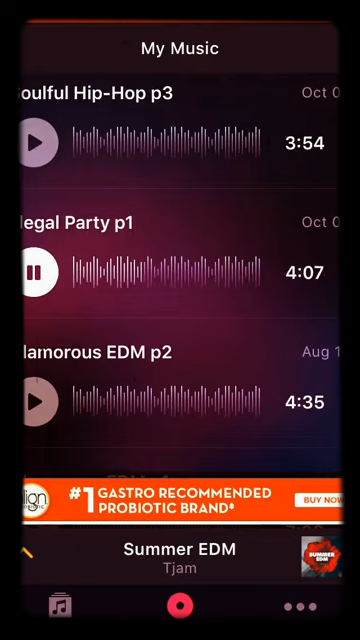 My Music
oulful Hip-Hop p3
Oct 0
3:54
legal Party p1
Oct 0
4:07
lamorous EDM p2
Aug 1
4:35
lign
#1 GASTRO RECOMMENDED
PROBIOTIC BRAND‡
BUY NOW
Summer EDM
SUMMER
EDM
Tjam